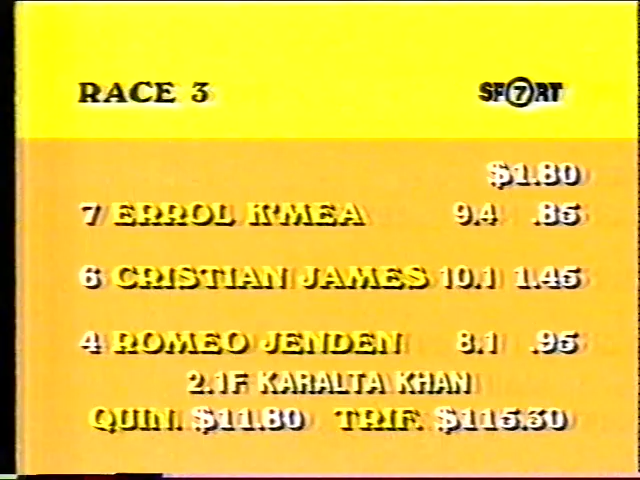 RACE 3 SP7RT
$1.80
7 ERROL K'MEA 9.4 .85
6 CRISTIAN JAMES 10.1 1.45
4 ROMEO JENDEN 8.1 .95
2.1F KARALTA KHAN
QUIN. $11.80 TRIF. $115.30